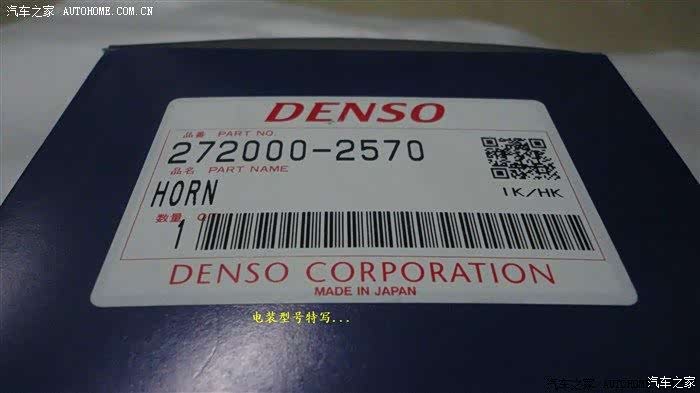 汽车之家 AUTOHOME.COM.CN
DENSO
品番 PART NO.
272000-2570
品名 PART NAME
HORN
1K/HK
数量
1
DENSO CORPORATION
MADE IN JAPAN
电装型号特写...
汽车之家